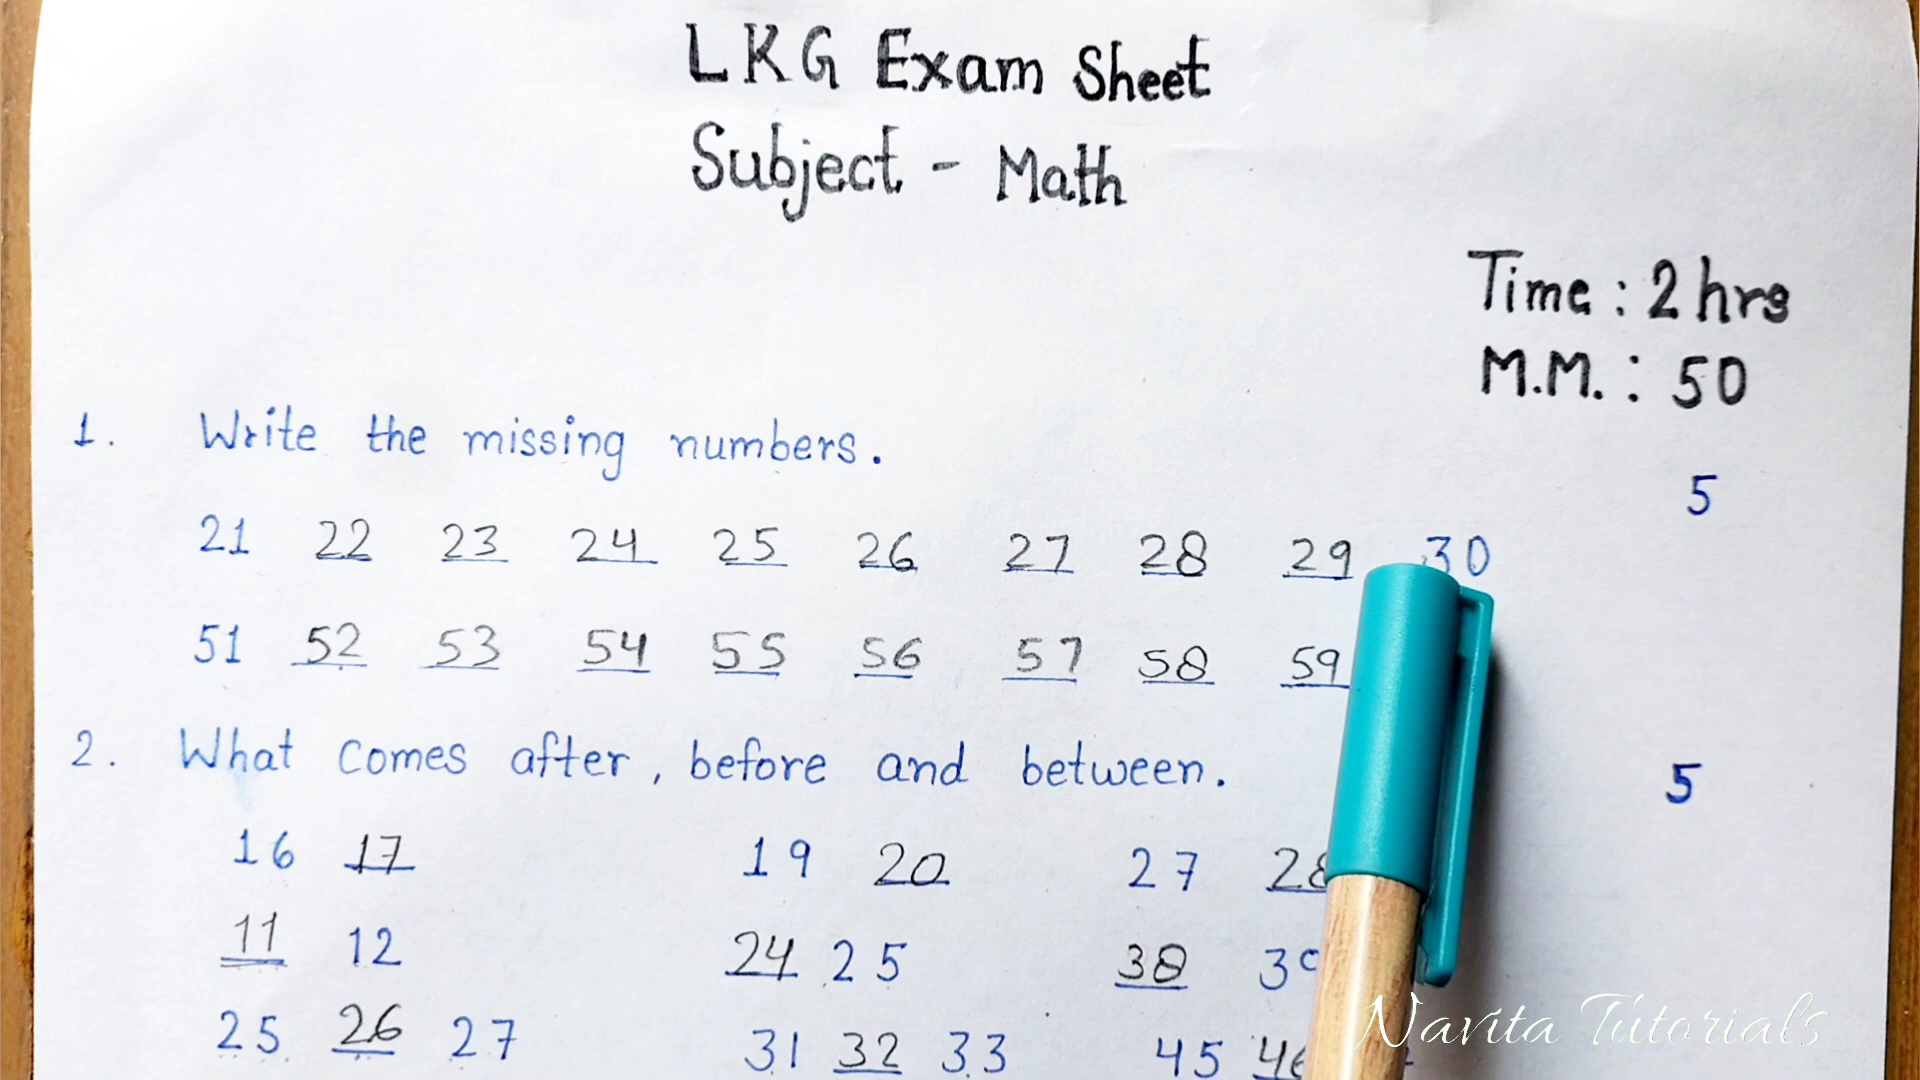 LKG Exam Sheet
Subject - Math
Time : 2 hrs
M.M. : 50
1. Write the missing numbers. 5
21 22 23 24 25 26 27 28 29 30
51 52 53 54 55 56 57 58 59
2. What comes after, before and between. 5
16 17 19 20 27 28
11 12 24 25 38 39
25 26 27 31 32 33 45 46
Navita Tutorials